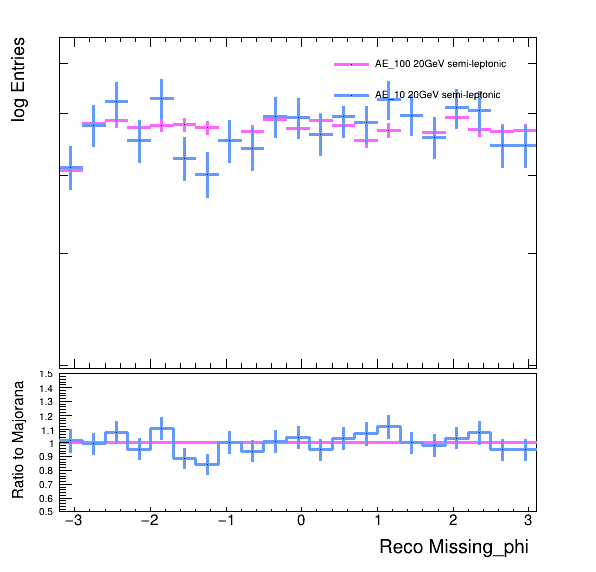 log Entries
AE_100 20GeV semi-leptonic
AE_10 20GeV semi-leptonic
Ratio to Majorana
1.5
1.4
1.3
1.2
1.1
1
0.9
0.8
0.7
0.6
0.5
−3 −2 −1 0 1 2 3
Reco Missing_phi